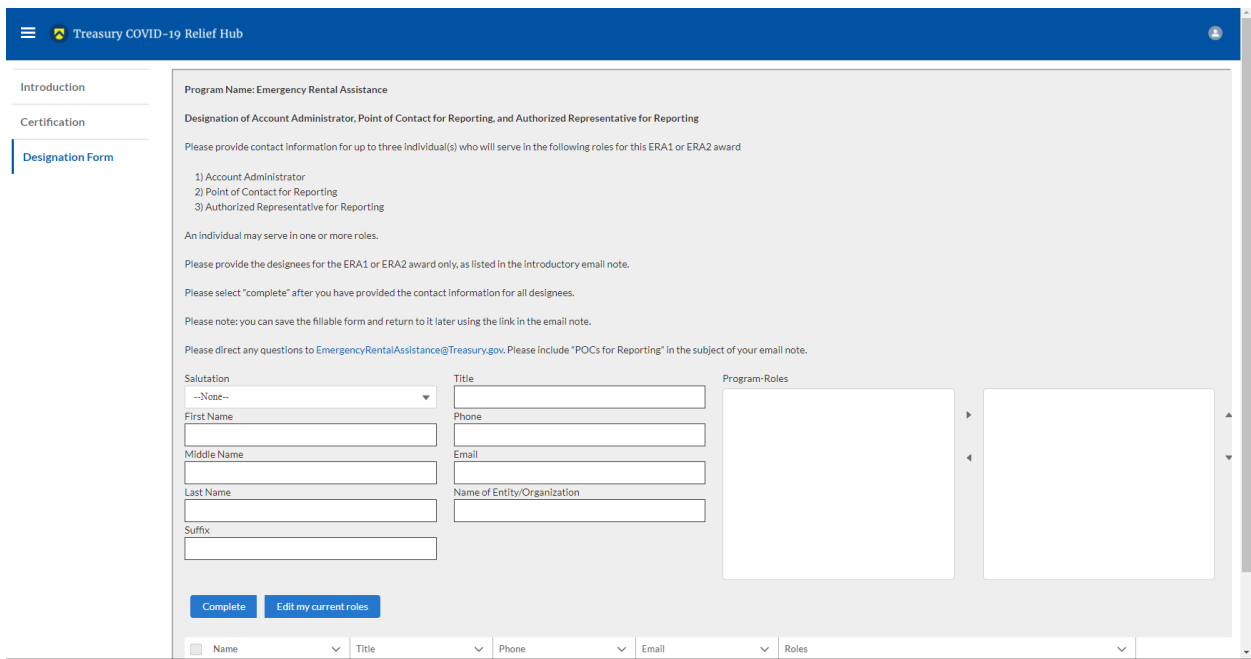 Treasury COVID-19 Relief Hub
Introduction
Certification
Designation Form
Program Name: Emergency Rental Assistance
Designation of Account Administrator, Point of Contact for Reporting, and Authorized Representative for Reporting
Please provide contact information for up to three individual(s) who will serve in the following roles for this ERA1 or ERA2 award
1) Account Administrator
2) Point of Contact for Reporting
3) Authorized Representative for Reporting
An individual may serve in one or more roles.
Please provide the designees for the ERA1 or ERA2 award only, as listed in the introductory email note.
Please select "complete" after you have provided the contact information for all designees.
Please note: you can save the fillable form and return to it later using the link in the email note.
Please direct any questions to EmergencyRentalAssistance@Treasury.gov. Please include "POCs for Reporting" in the subject of your email note.
Salutation
--None--
First Name
Middle Name
Last Name
Suffix
Title
Phone
Email
Name of Entity/Organization
Program-Roles
Complete
Edit my current roles
Name Title Phone Email Roles